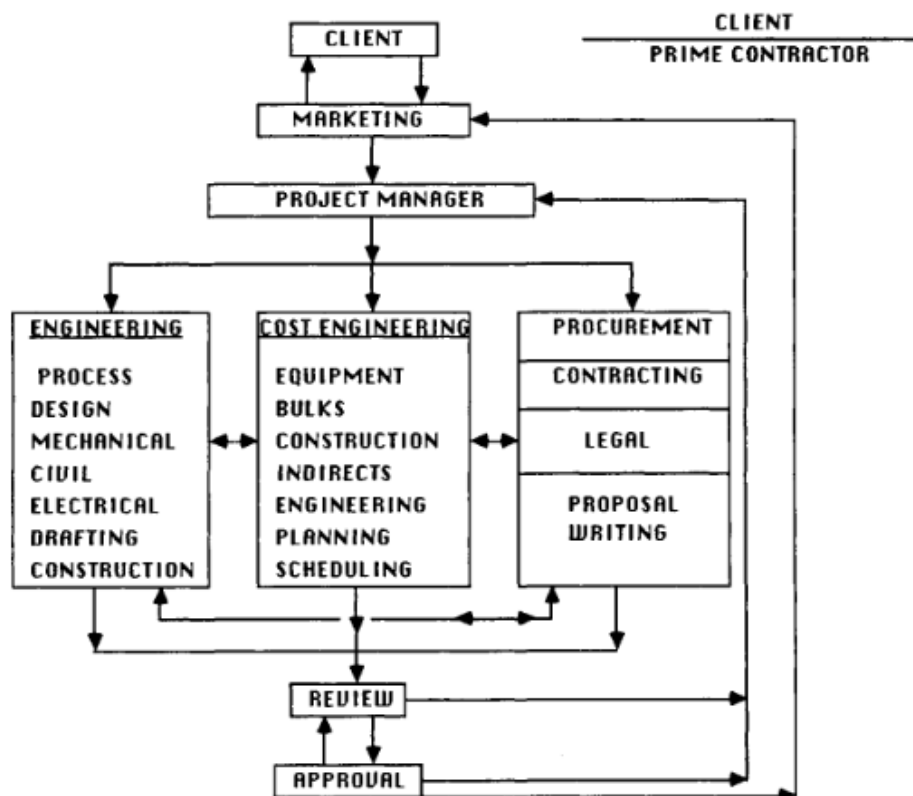 CLIENT
CLIENT
PRIME CONTRACTOR
MARKETING
PROJECT MANAGER
ENGINEERING
PROCESS
DESIGN
MECHANICAL
CIVIL
ELECTRICAL
DRAFTING
CONSTRUCTION
COST ENGINEERING
EQUIPMENT
BULKS
CONSTRUCTION
INDIRECTS
ENGINEERING
PLANNING
SCHEDULING
PROCUREMENT
CONTRACTING
LEGAL
PROPOSAL
WRITING
REVIEW
APPROVAL